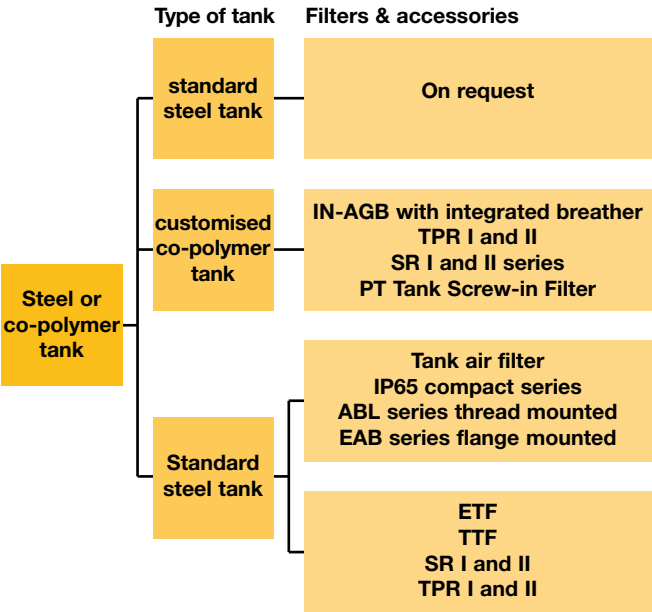 Type of tank
Filters & accessories
standard
steel tank
On request
customised
co-polymer
tank
IN-AGB with integrated breather
TPR I and II
SR I and II series
PT Tank Screw-in Filter
Steel or
co-polymer
tank
Tank air filter
IP65 compact series
ABL series thread mounted
EAB series flange mounted
Standard
steel tank
ETF
TTF
SR I and II
TPR I and II